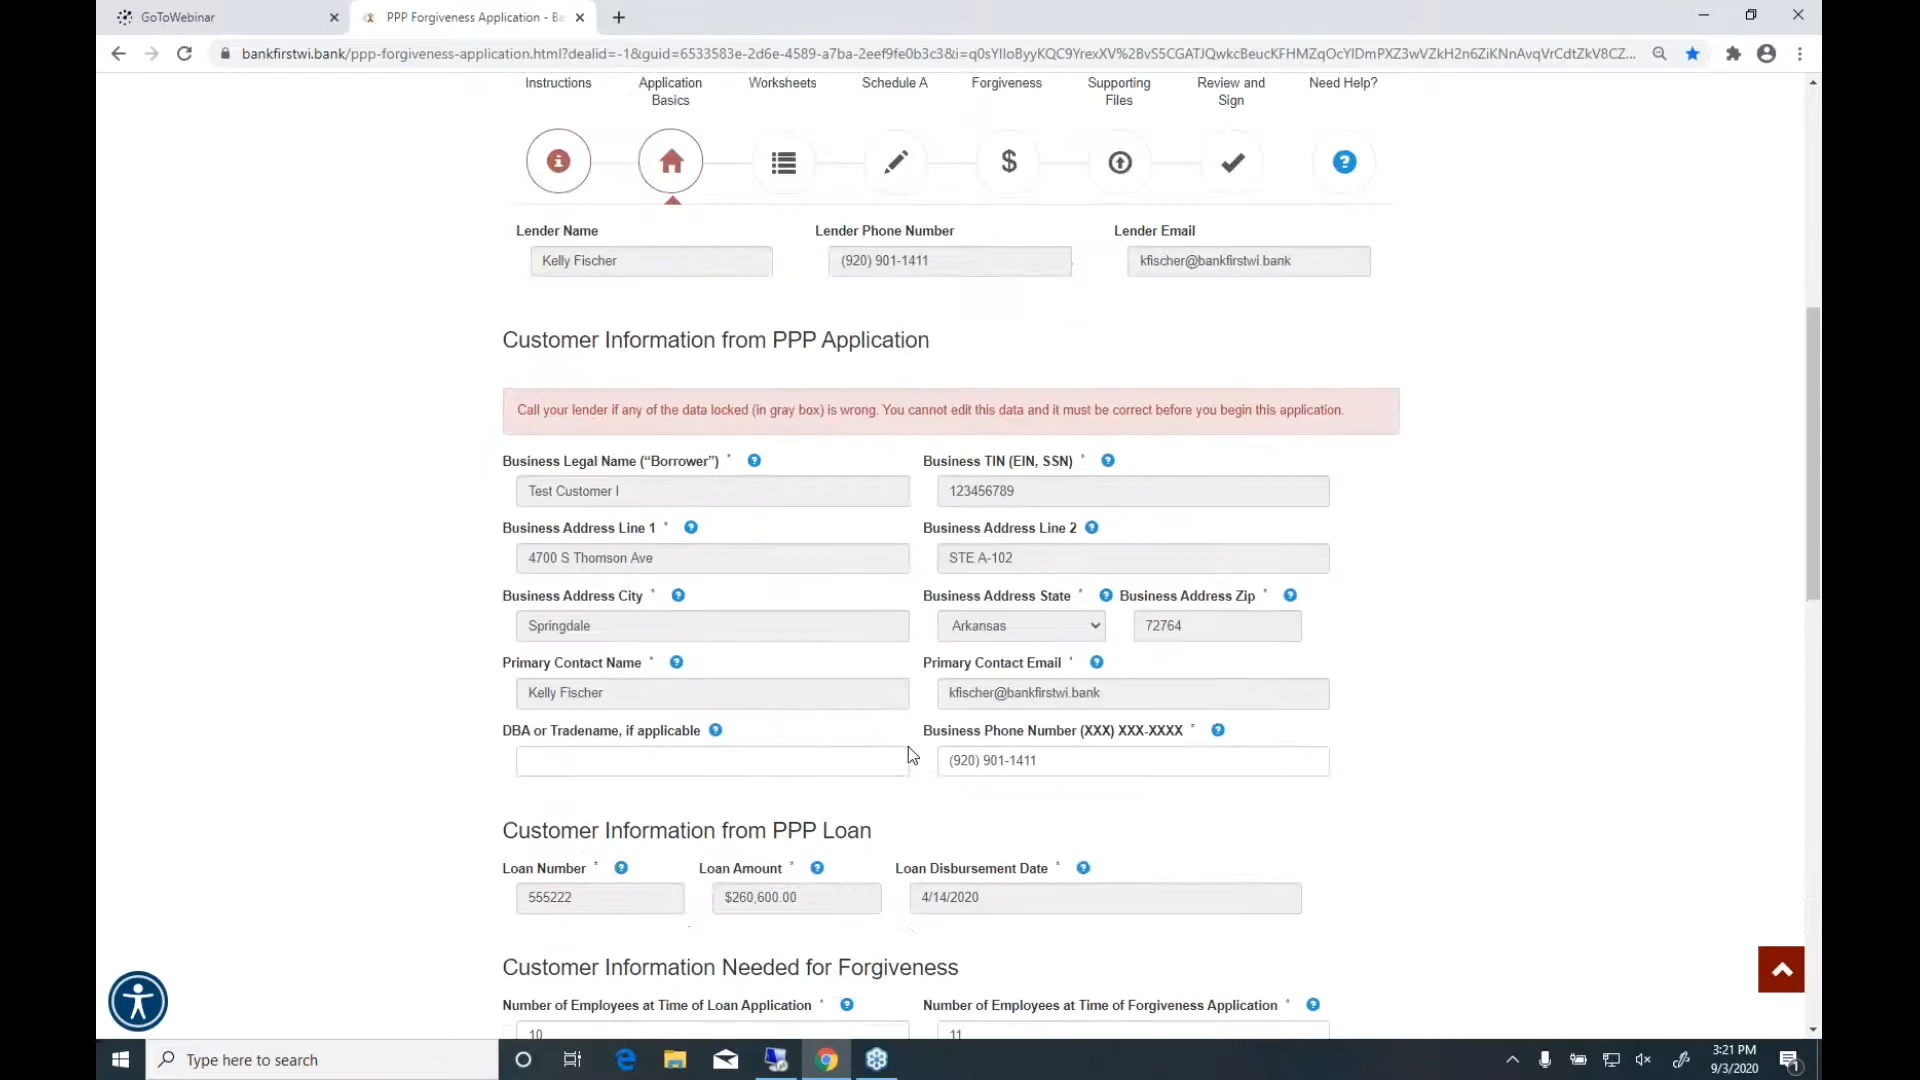 GoToWebinar
PPP Forgiveness Application - Ba
bankfirstwi.bank/ppp-forgiveness-application.html?dealid=-1&guid=6533583e-2d6e-4589-a7ba-2eef9fe0b3c3&i=
Instructions
Application
Basics
Worksheets
Schedule A
Forgiveness
Supporting
Files
Review and
Sign
Need Help?
Lender Name
Lender Phone Number
Lender Email
Kelly Fischer
(920) 901-1411
kfischer@bankfirstwi.bank
Customer Information from PPP Application
Call your lender if any of the data locked (in gray box) is wrong. You cannot edit this data and it must be correct before you begin this application.
Business Legal Name (“Borrower”) *
Business TIN (EIN, SSN) *
Test Customer I
123456789
Business Address Line 1 *
Business Address Line 2
4700 S Thomson Ave
STE A-102
Business Address City *
Business Address State *
Business Address Zip *
Springdale
Arkansas
72764
Primary Contact Name *
Primary Contact Email *
Kelly Fischer
kfischer@bankfirstwi.bank
DBA or Tradename, if applicable
Business Phone Number (XXX) XXX-XXXX *
(920) 901-1411
Customer Information from PPP Loan
Loan Number *
Loan Amount *
Loan Disbursement Date *
555222
$260,600.00
4/14/2020
Customer Information Needed for Forgiveness
Number of Employees at Time of Loan Application *
Number of Employees at Time of Forgiveness Application *
10
11
Type here to search
3:21 PM
9/3/2020
1